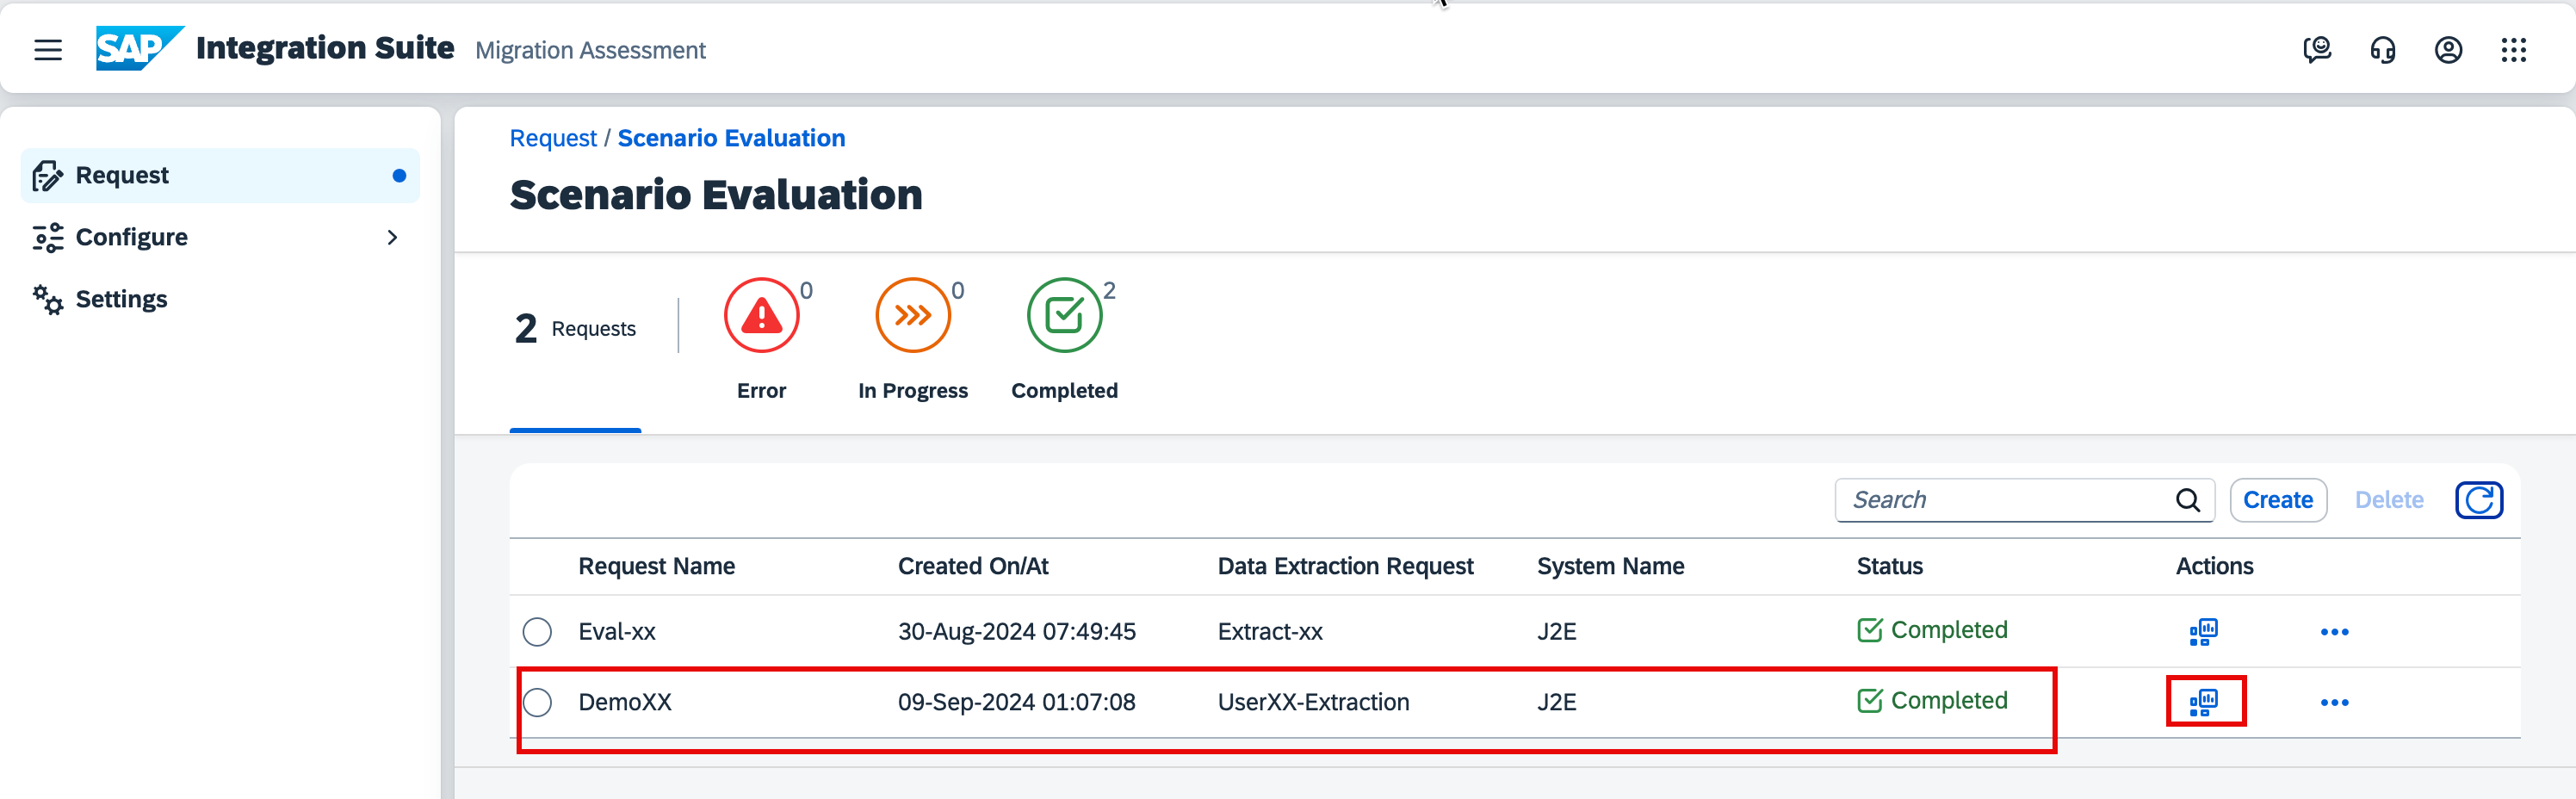 SAP Integration Suite Migration Assessment
Request / Scenario Evaluation
Request
Scenario Evaluation
Configure
Settings
2 Requests
0
0
2
Error In Progress Completed
Search Create Delete
Request Name Created On/At Data Extraction Request System Name Status Actions
Eval-xx 30-Aug-2024 07:49:45 Extract-xx J2E Completed
DemoXX 09-Sep-2024 01:07:08 UserXX-Extraction J2E Completed